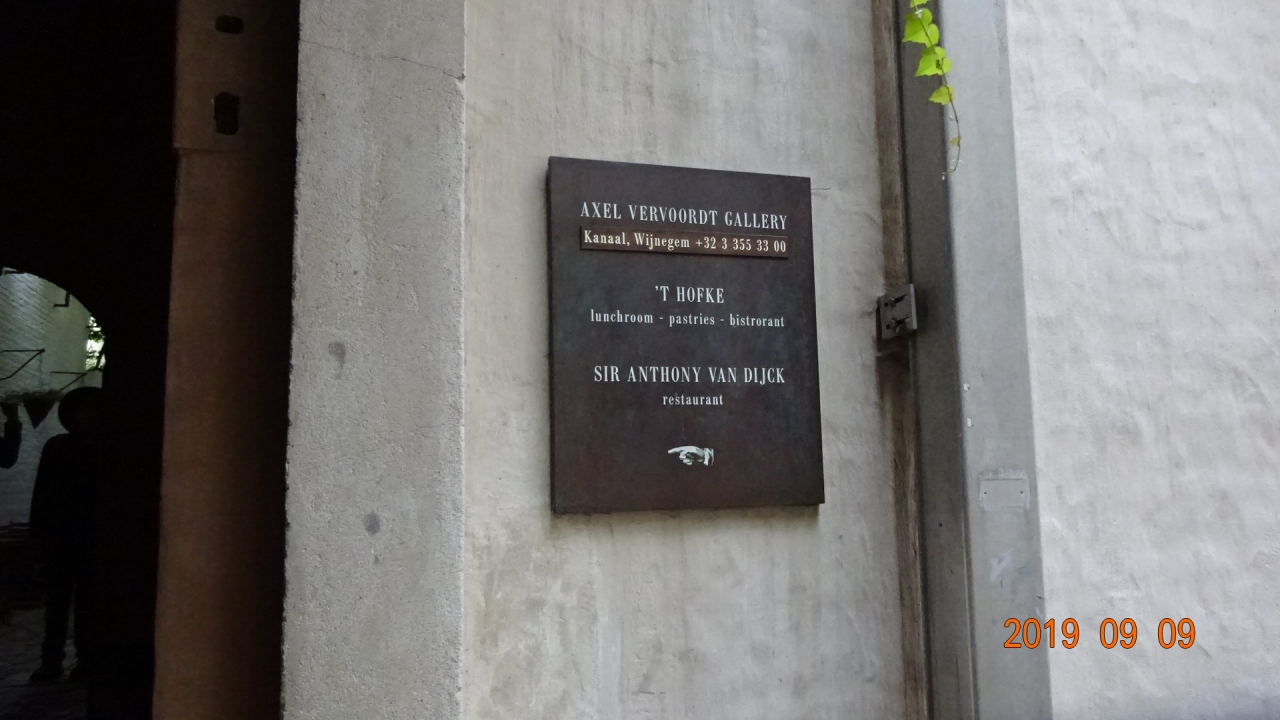 AXEL VERVOORDT GALLERY
Kanaal, Wijnegem +32 3 355 33 00
'T HOFKE
lunchroom - pastries - bistrorant
SIR ANTHONY VAN DIJCK
restaurant
2019 09 09